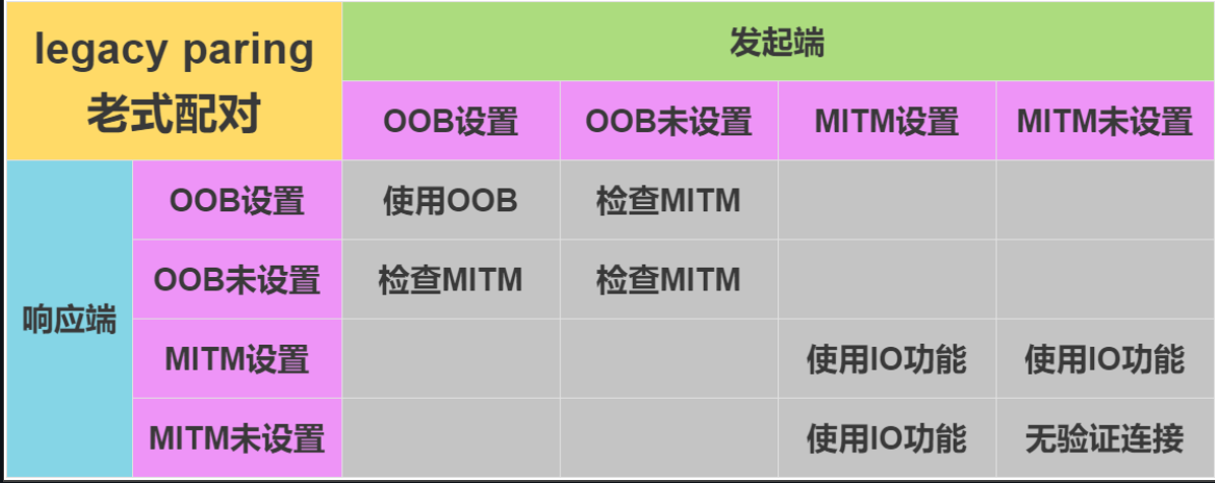 legacy paring
老式配对
发起端
OOB设置 OOB未设置 MITM设置 MITM未设置
响应端
OOB设置 使用OOB 检查MITM
OOB未设置 检查MITM 检查MITM
MITM设置 使用IO功能 使用IO功能
MITM未设置 使用IO功能 无验证连接